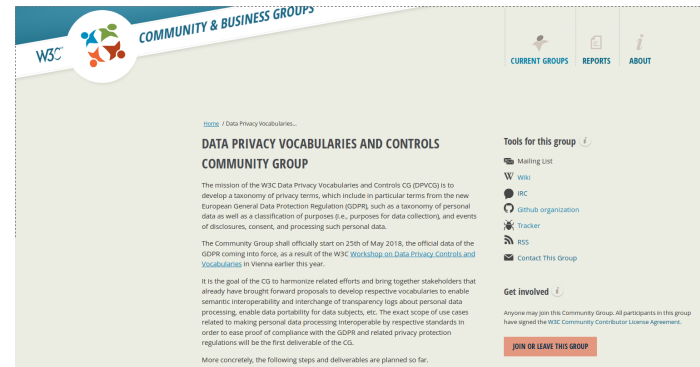 W3C
COMMUNITY & BUSINESS GROUPS
CURRENT GROUPS
REPORTS
ABOUT
Home / Data Privacy Vocabularies...
DATA PRIVACY VOCABULARIES AND CONTROLS
COMMUNITY GROUP
The mission of the W3C Data Privacy Vocabularies and Controls CG (DPVCG) is to
develop a taxonomy of privacy terms, which include in particular terms from the new
European General Data Protection Regulation (GDPR), such as a taxonomy of personal
data as well as a classification of purposes (i.e., purposes for data collection), and events
of disclosures, consent, and processing such personal data.
The Community Group shall officially start on 25th of May 2018, the official data of the
GDPR coming into force, as a result of the W3C Workshop on Data Privacy Controls and
Vocabularies in Vienna earlier this year.
It is the goal of the CG to harmonize related efforts and bring together stakeholders that
already have brought forward proposals to develop respective vocabularies to enable
semantic interoperability and interchange of transparency logs about personal data
processing, enable data portability for data subjects, etc. The exact scope of use cases
related to making personal data processing interoperable by respective standards in
order to ease proof of compliance with the GDPR and related privacy protection
regulations will be the first deliverable of the CG.
More concretely, the following steps and deliverables are planned so far.
Tools for this group i
Mailing List
Wiki
IRC
Github organization
Tracker
RSS
Contact This Group
Get involved i
Anyone may join this Community Group. All participants in this group
have signed the W3C Community Contributor License Agreement.
JOIN OR LEAVE THIS GROUP